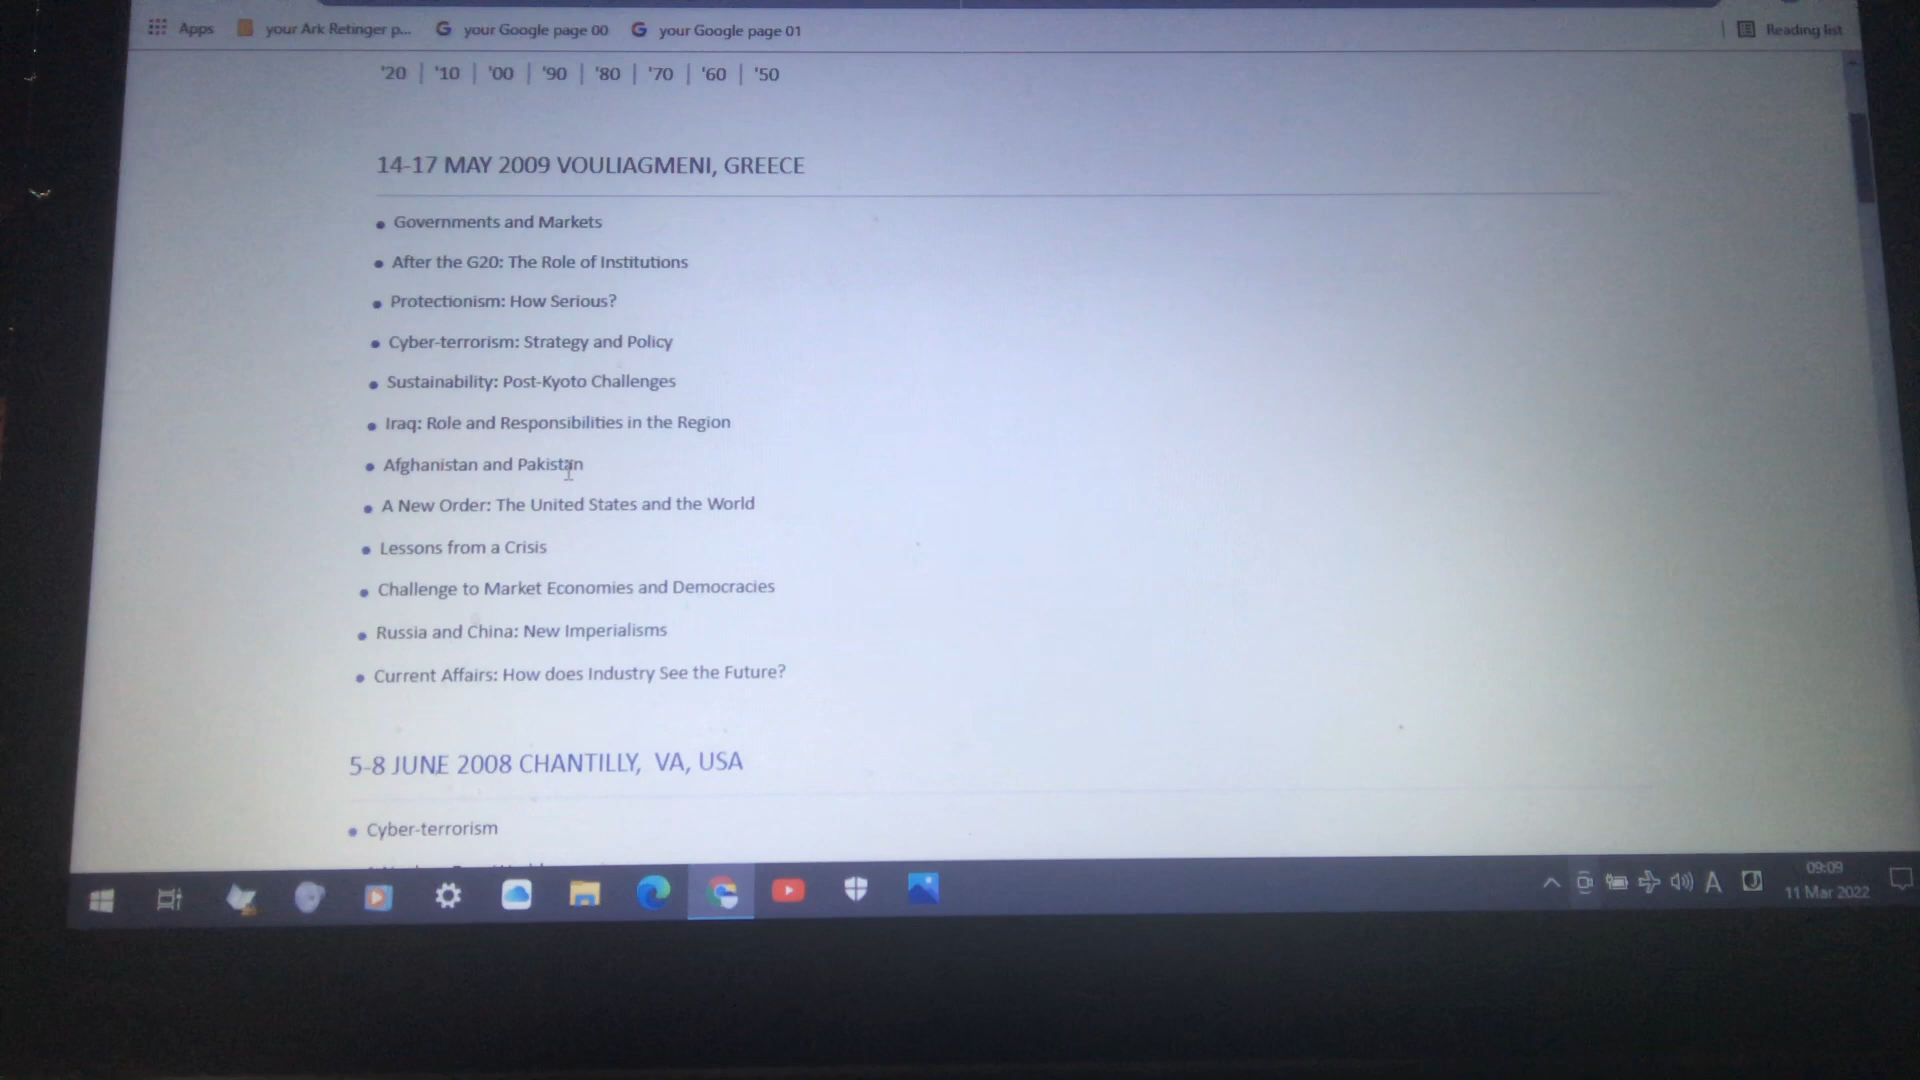 Apps your Ark Retinger p... your Google page 00 your Google page 01 Reading list
'20 | '10 | '00 | '90 | '80 | '70 | '60 | '50
14-17 MAY 2009 VOULIAGMENI, GREECE
• Governments and Markets
• After the G20: The Role of Institutions
• Protectionism: How Serious?
• Cyber-terrorism: Strategy and Policy
• Sustainability: Post-Kyoto Challenges
• Iraq: Role and Responsibilities in the Region
• Afghanistan and Pakistan
• A New Order: The United States and the World
• Lessons from a Crisis
• Challenge to Market Economies and Democracies
• Russia and China: New Imperialisms
• Current Affairs: How does Industry See the Future?
5-8 JUNE 2008 CHANTILLY, VA, USA
• Cyber-terrorism
A
09:09
11 Mar 2022